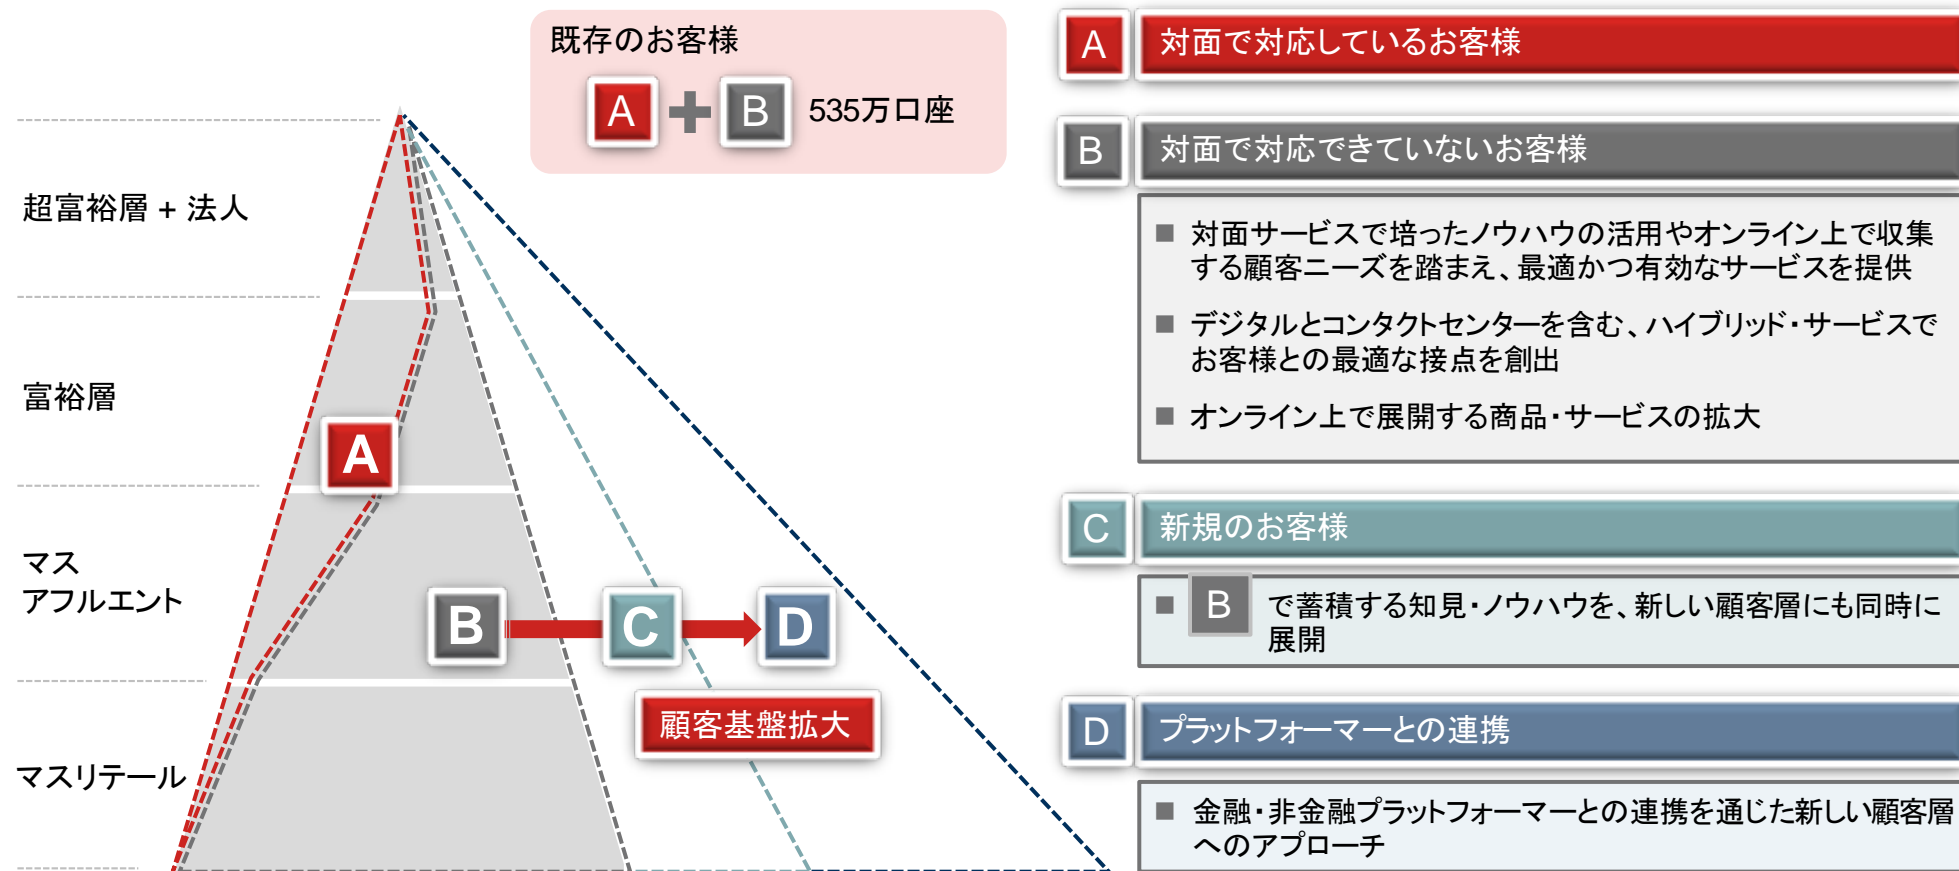 既存のお客様
A + B 535万口座
超富裕層 + 法人
富裕層
マス
アフルエント
マスリテール
A
B
C
D
顧客基盤拡大
A 対面で対応しているお客様
B 対面で対応できていないお客様
■ 対面サービスで培ったノウハウの活用やオンライン上で収集
する顧客ニーズを踏まえ、最適かつ有効なサービスを提供
■ デジタルとコンタクトセンターを含む、ハイブリッド・サービスで
お客様との最適な接点を創出
■ オンライン上で展開する商品・サービスの拡大
C 新規のお客様
■ B で蓄積する知見・ノウハウを、新しい顧客層にも同時に
展開
D プラットフォーマーとの連携
■ 金融・非金融プラットフォーマーとの連携を通じた新しい顧客層
へのアプローチ